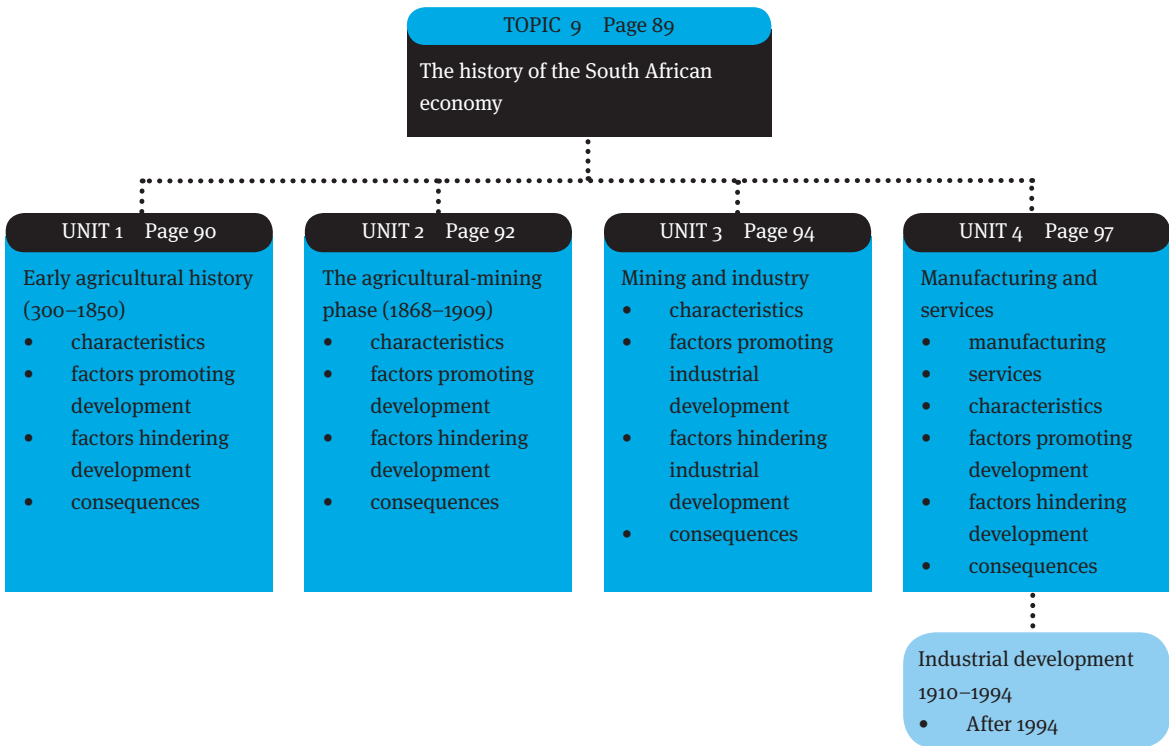 TOPIC 9 Page 89
The history of the South African
economy
UNIT 1 Page 90
Early agricultural history
(300–1850)
• characteristics
• factors promoting
development
• factors hindering
development
• consequences
UNIT 2 Page 92
The agricultural-mining
phase (1868–1909)
• characteristics
• factors promoting
development
• factors hindering
development
• consequences
UNIT 3 Page 94
Mining and industry
• characteristics
• factors promoting
industrial
development
• factors hindering
industrial
development
• consequences
UNIT 4 Page 97
Manufacturing and
services
• manufacturing
• services
• characteristics
• factors promoting
development
• factors hindering
development
• consequences
Industrial development
1910–1994
• After 1994